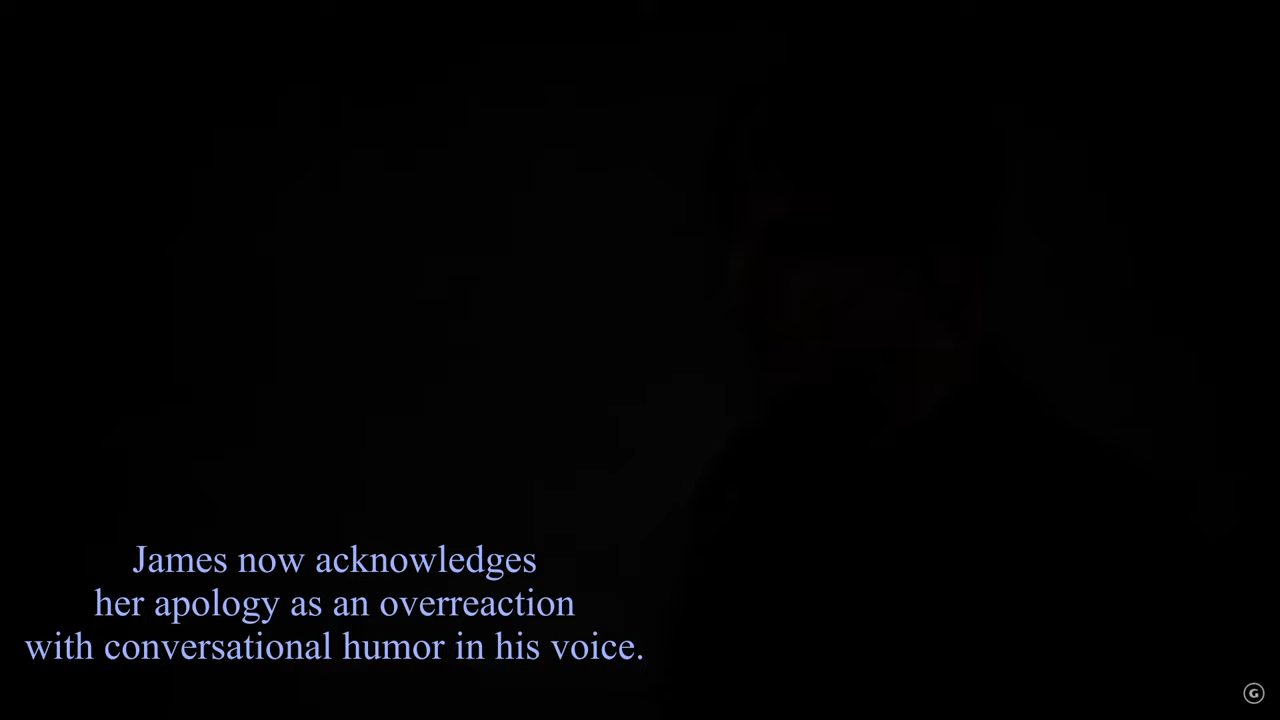 James now acknowledges
her apology as an overreaction
with conversational humor in his voice.
G